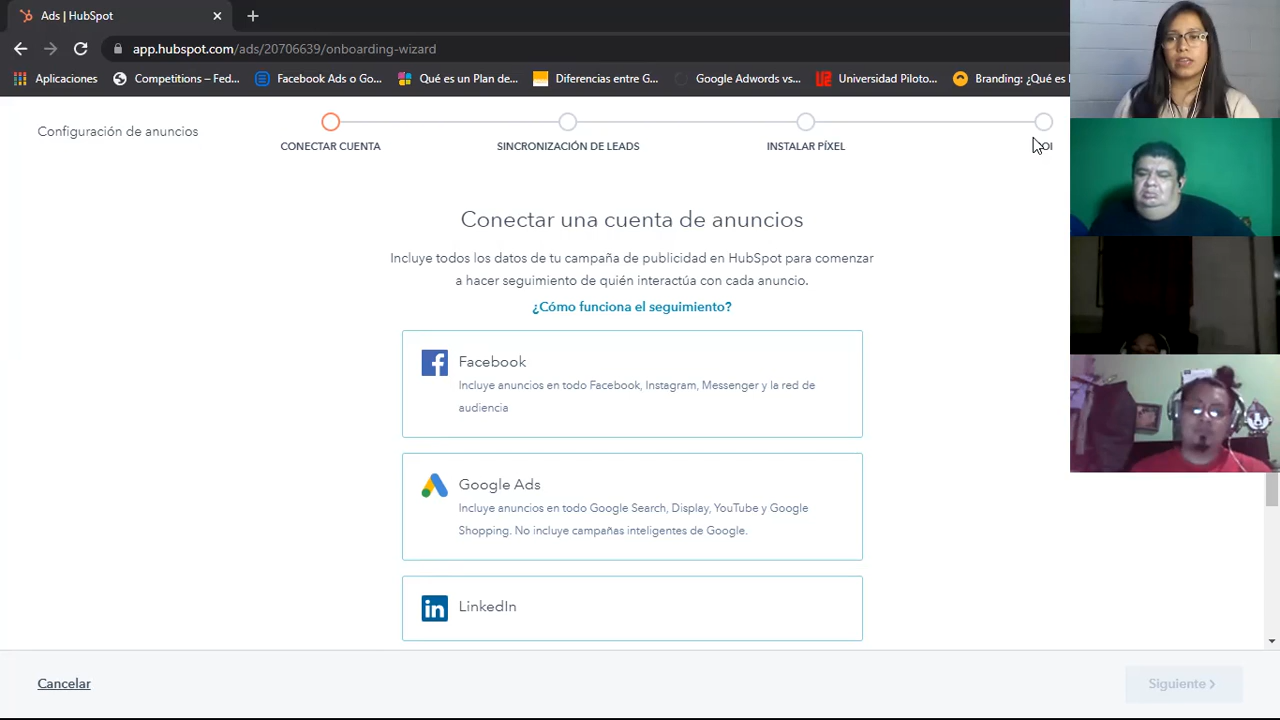 Ads | HubSpot
app.hubspot.com/ads/20706639/onboarding-wizard
Aplicaciones
Competitions – Fed...
Facebook Ads o Go...
Qué es un Plan de...
Diferencias entre G...
Google Adwords vs...
Universidad Piloto...
Branding: ¿Qué es
Configuración de anuncios
CONECTAR CUENTA
SINCRONIZACIÓN DE LEADS
INSTALAR PÍXEL
Conectar una cuenta de anuncios
Incluye todos los datos de tu campaña de publicidad en HubSpot para comenzar
a hacer seguimiento de quién interactúa con cada anuncio.
¿Cómo funciona el seguimiento?
Facebook
Incluye anuncios en todo Facebook, Instagram, Messenger y la red de
audiencia
Google Ads
Incluye anuncios en todo Google Search, Display, YouTube y Google
Shopping. No incluye campañas inteligentes de Google.
LinkedIn
Cancelar
Siguiente